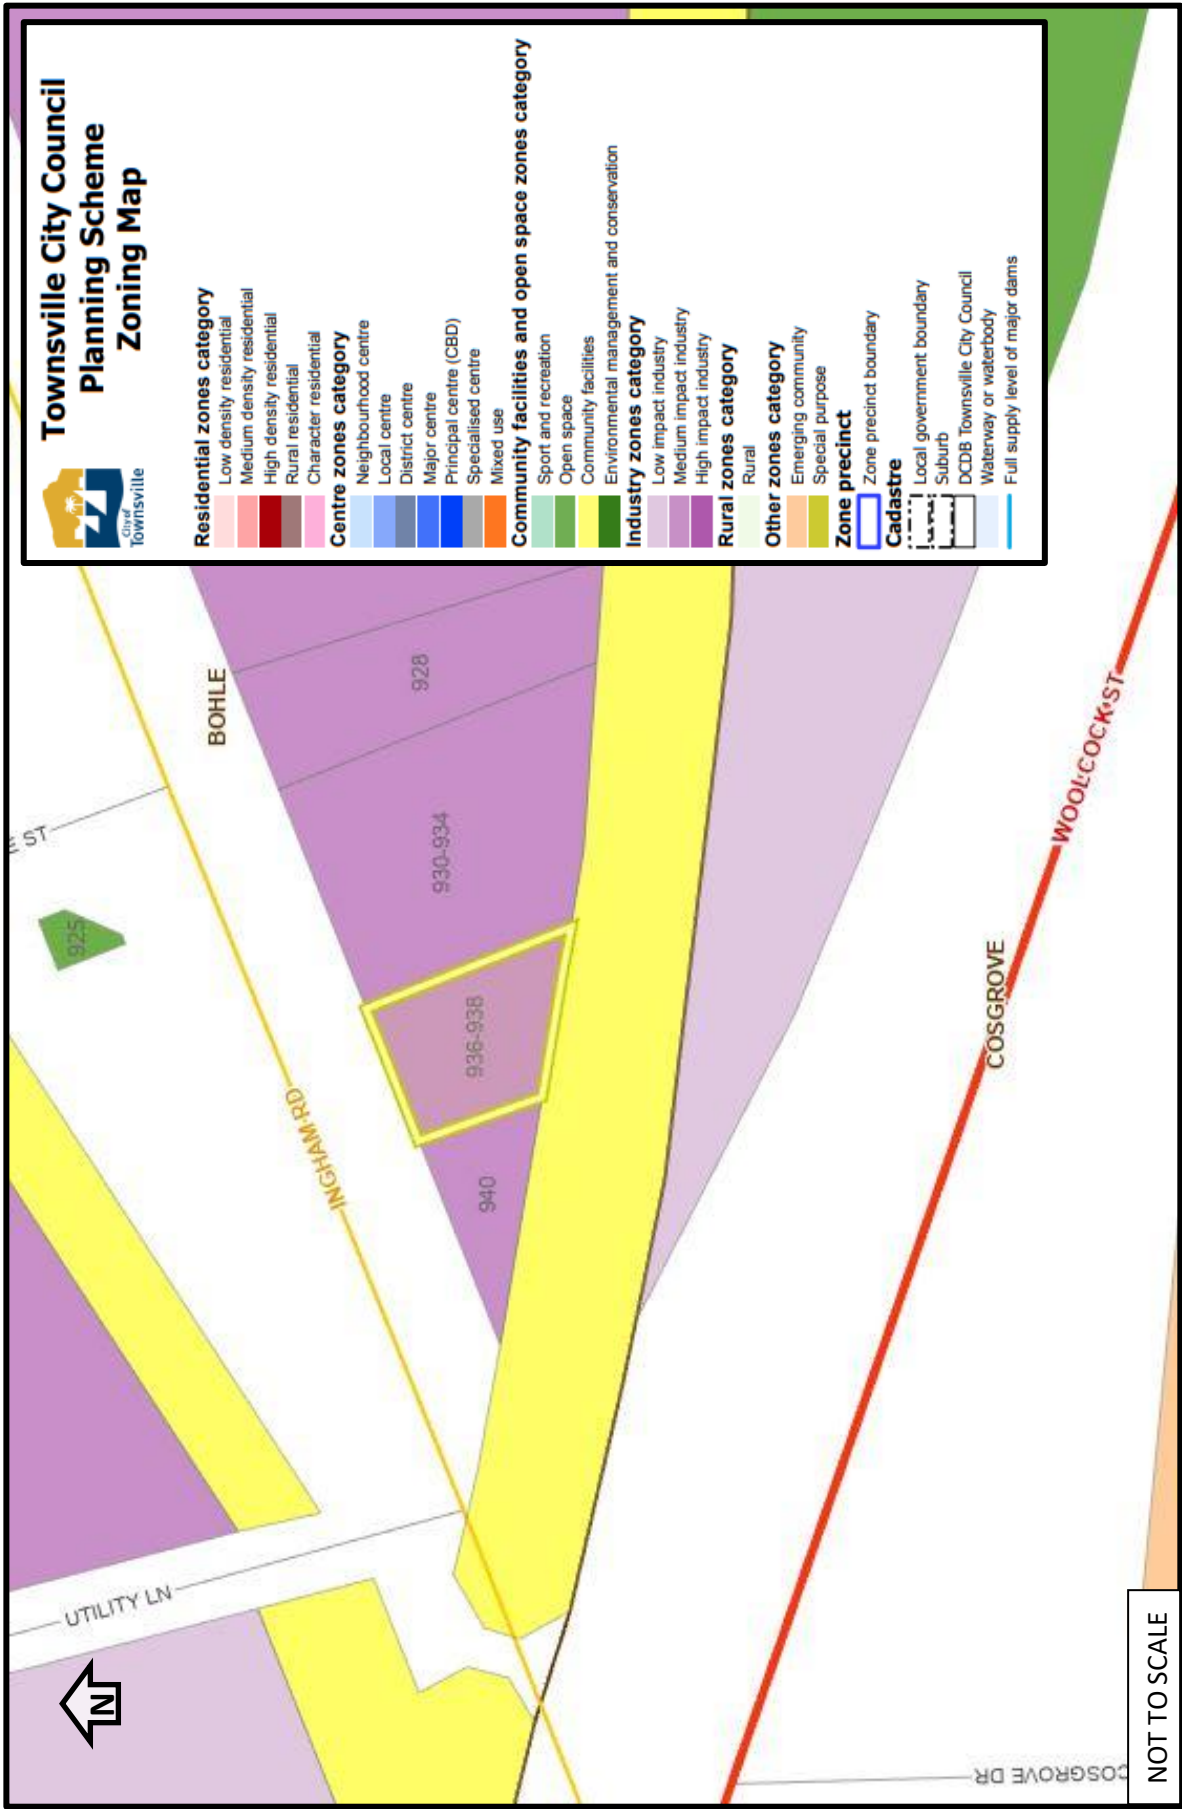 Townsville City Council
Planning Scheme
Zoning Map
City of
Townsville
Residential zones category
Low density residential
Medium density residential
High density residential
Rural residential
Character residential
Centre zones category
Neighbourhood centre
Local centre
District centre
Major centre
Principal centre (CBD)
Specialised centre
Mixed use
Community facilities and open space zones category
Sport and recreation
Open space
Community facilities
Environmental management and conservation
Industry zones category
Low impact industry
Medium impact industry
High impact industry
Rural zones category
Rural
Other zones category
Emerging community
Special purpose
Zone precinct
Zone precinct boundary
Cadastre
Local government boundary
Suburb
DCDB Townsville City Council
Waterway or waterbody
Full supply level of major dams
N
UTILITY LN
E ST
925
BOHLE
INGHAM RD
928
930-934
936-938
940
WOOLCOCK ST
COSGROVE
COSGROVE DR
NOT TO SCALE